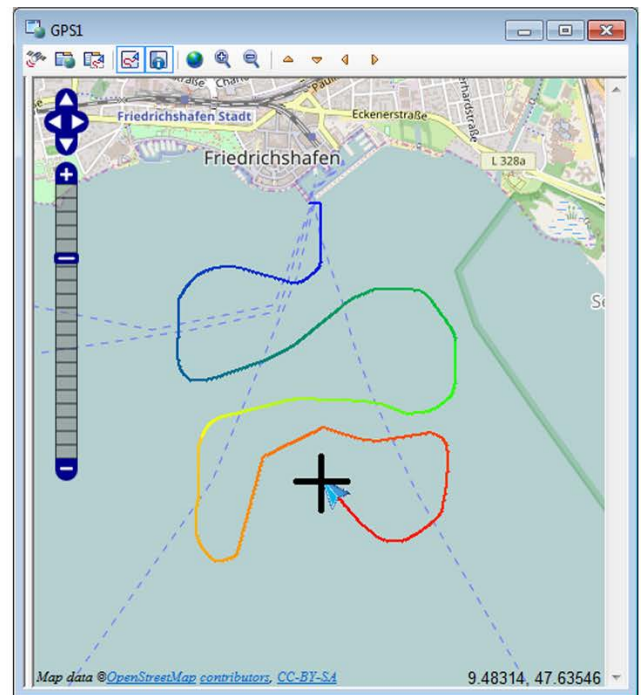 GPS1
Friedrichshafen Stadt
Eckenerstraße
Friedrichshafen
L 328a
Map data ©OpenStreetMap contributors, CC-BY-SA
9.48314, 47.63546